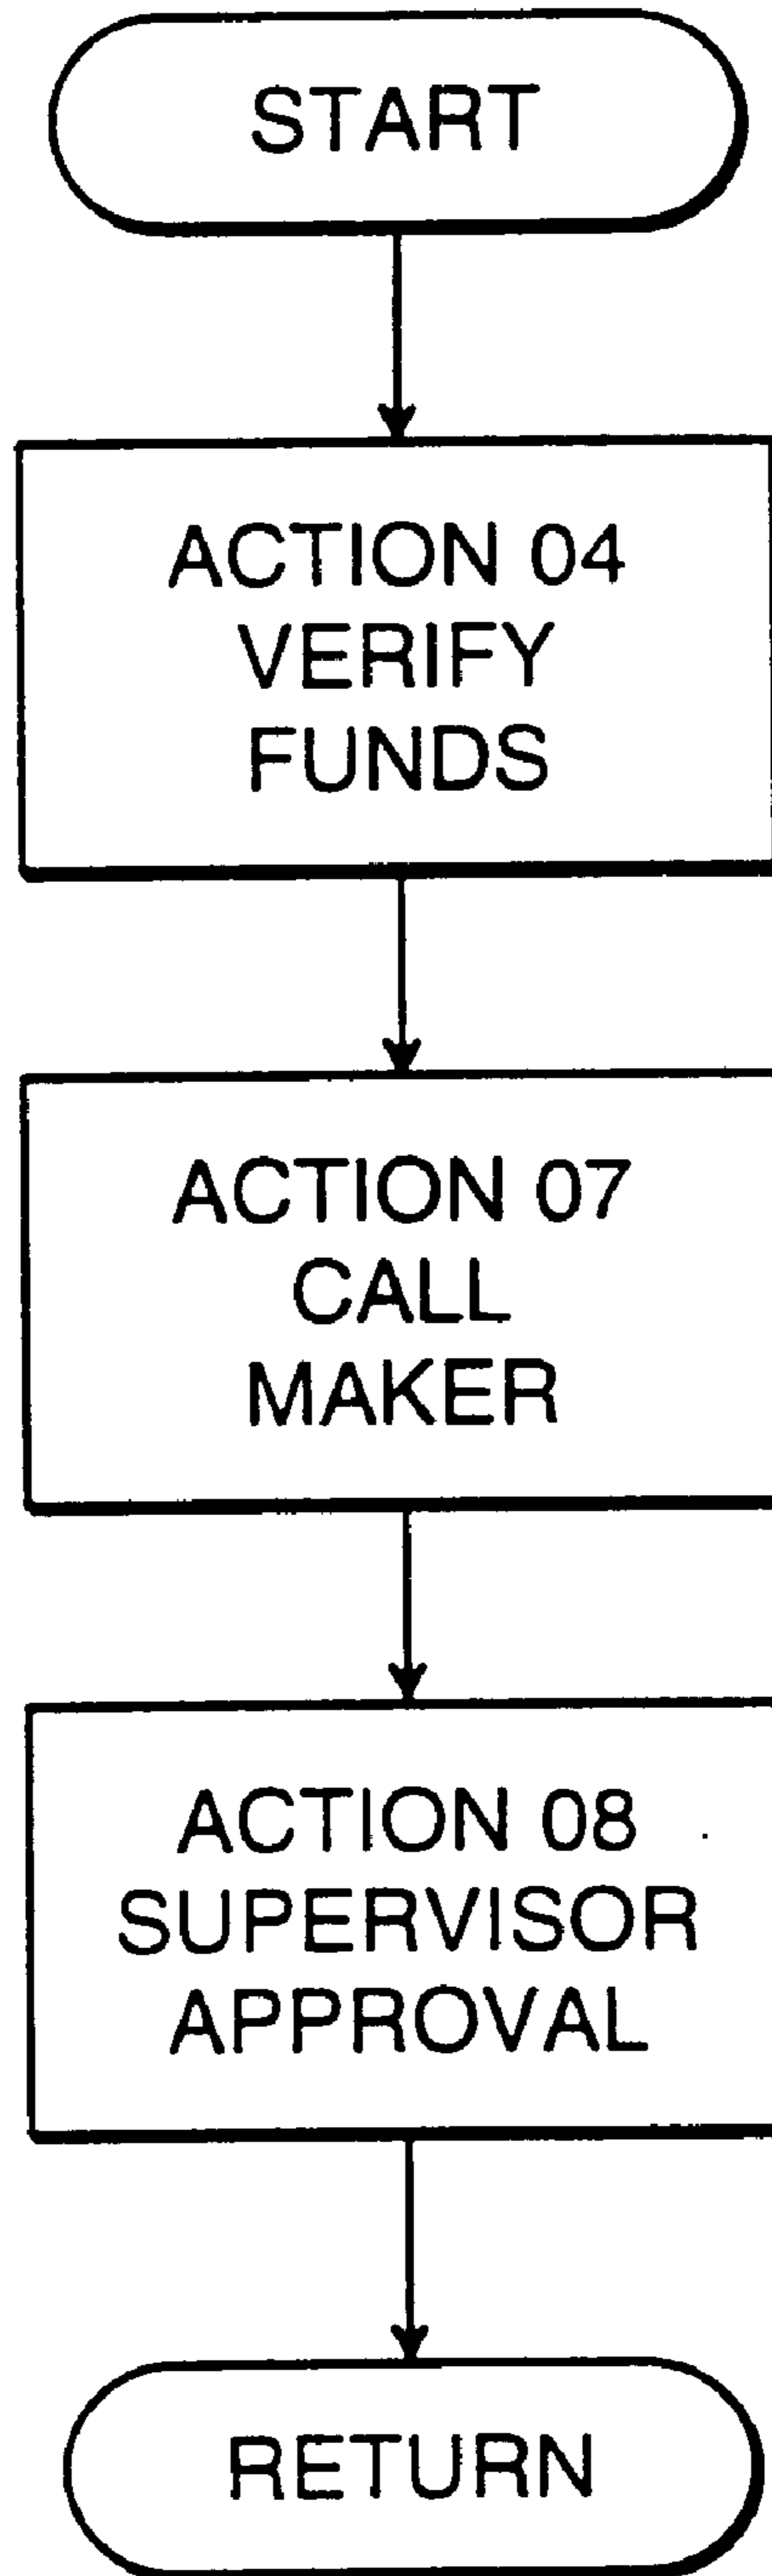 START
ACTION 04
VERIFY
FUNDS
ACTION 07
CALL
MAKER
ACTION 08
SUPERVISOR
APPROVAL
RETURN